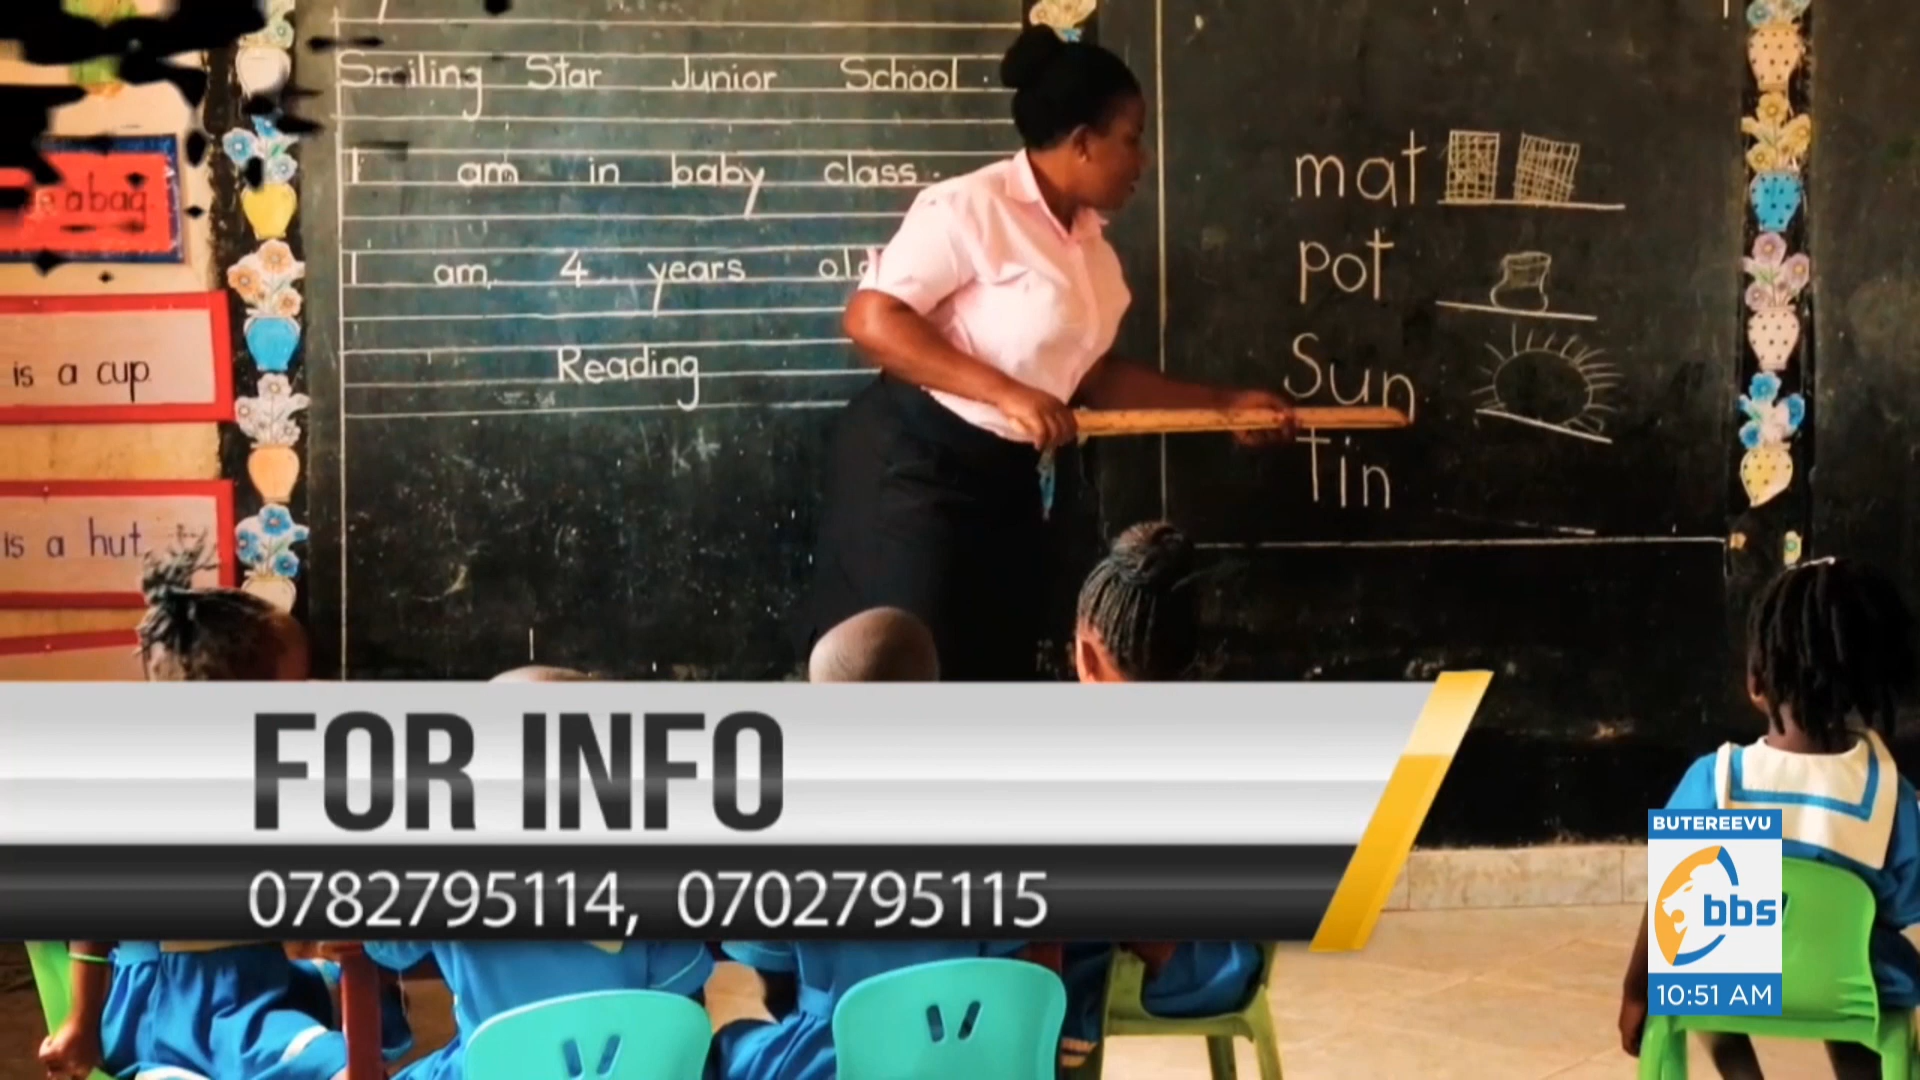 Smiling Star Junior School.
I am in baby class.
I am, 4 years old
Reading
mat
pot
Sun
Tin
a bag
is a cup
is a hut
FOR INFO
0782795114, 0702795115
BUTEREEVU
bbs
10:51 AM